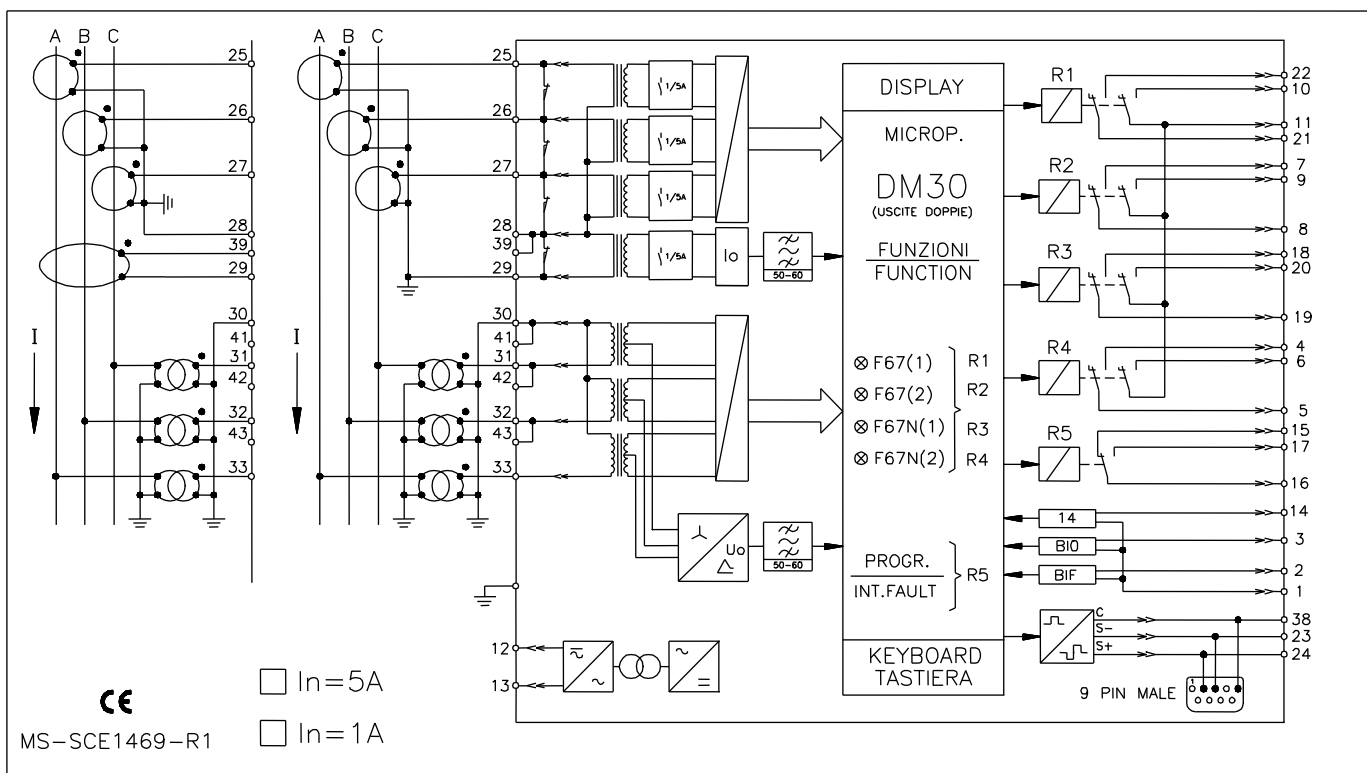 A B C
25
26
27
28
39
29
30
41
31
42
32
43
33
I
A B C
25
26
27
28
39
29
30
41
31
42
32
43
33
I
12
13
1/5A
1/5A
1/5A
1/5A
Io
50-60
Uo
50-60
DISPLAY
MICROP.
DM30
(USCITE DOPPIE)
FUNZIONI
FUNCTION
F67(1) R1
F67(2) R2
F67N(1) R3
F67N(2) R4
PROGR.
INT.FAULT
R5
KEYBOARD
TASTIERA
R1
R2
R3
R4
R5
14
BIO
BIF
C
S-
S+
22
10
11
21
7
9
8
18
20
19
4
6
5
15
17
16
14
3
2
1
38
23
24
9 PIN MALE
1
CE
MS-SCE1469-R1
In=5A
In=1A